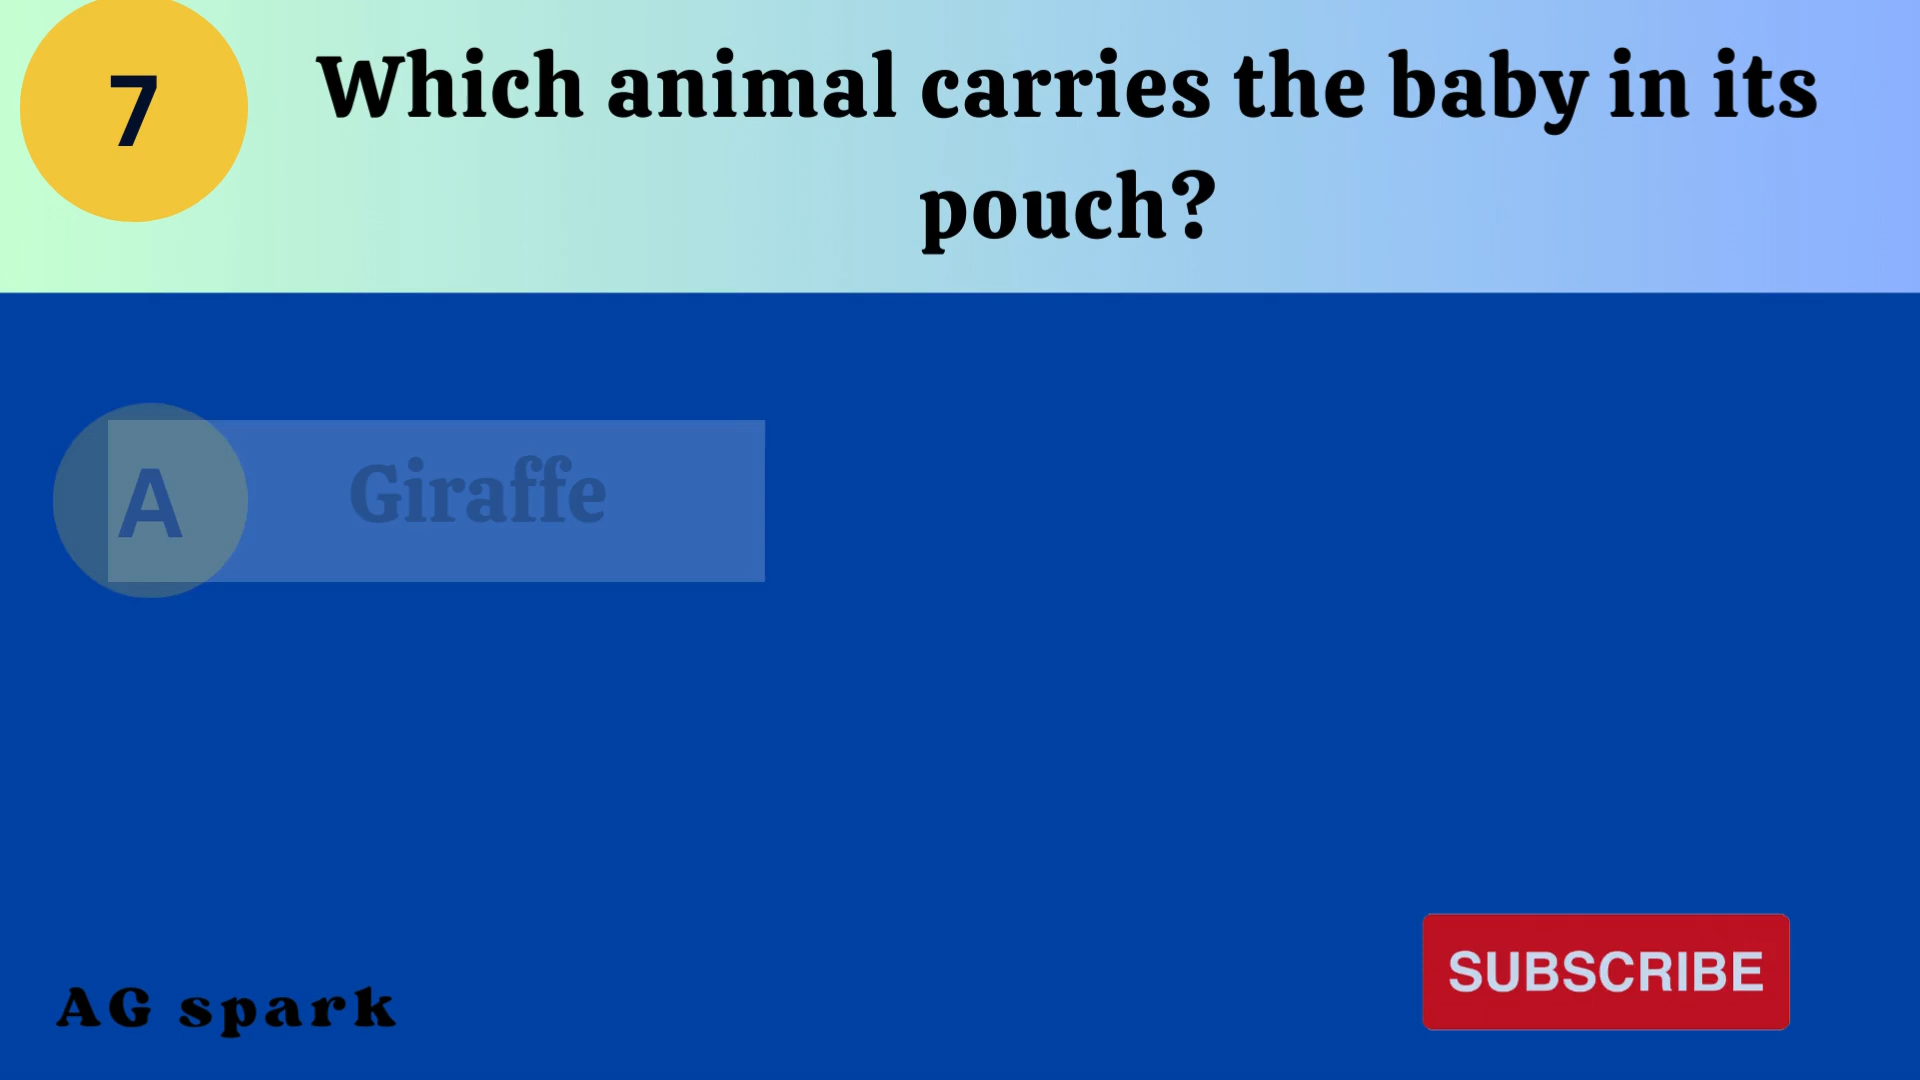 7
Which animal carries the baby in its
pouch?
A
Giraffe
SUBSCRIBE
AG spark